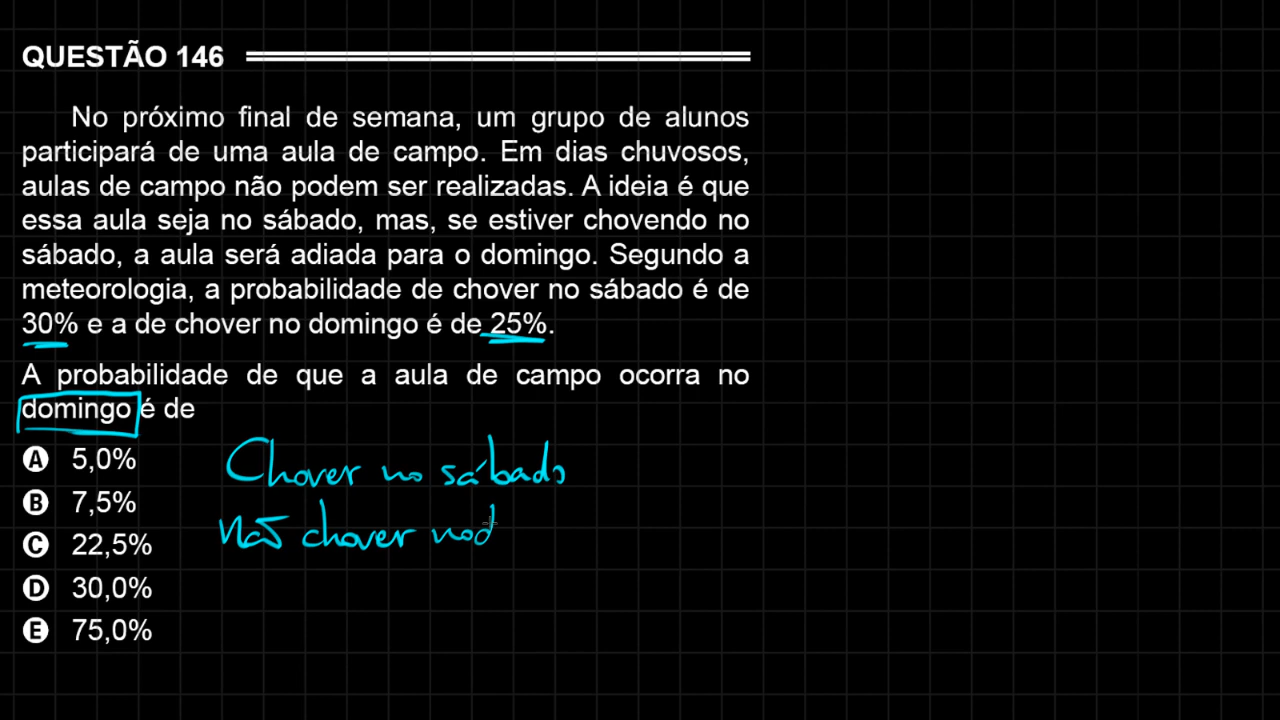 QUESTÃO 146
No próximo final de semana, um grupo de alunos
participará de uma aula de campo. Em dias chuvosos,
aulas de campo não podem ser realizadas. A ideia é que
essa aula seja no sábado, mas, se estiver chovendo no
sábado, a aula será adiada para o domingo. Segundo a
meteorologia, a probabilidade de chover no sábado é de
30% e a de chover no domingo é de 25%.
A probabilidade de que a aula de campo ocorra no
domingo é de
A 5,0%
B 7,5%
C 22,5%
D 30,0%
E 75,0%
Chover no sábado
Não chover no d